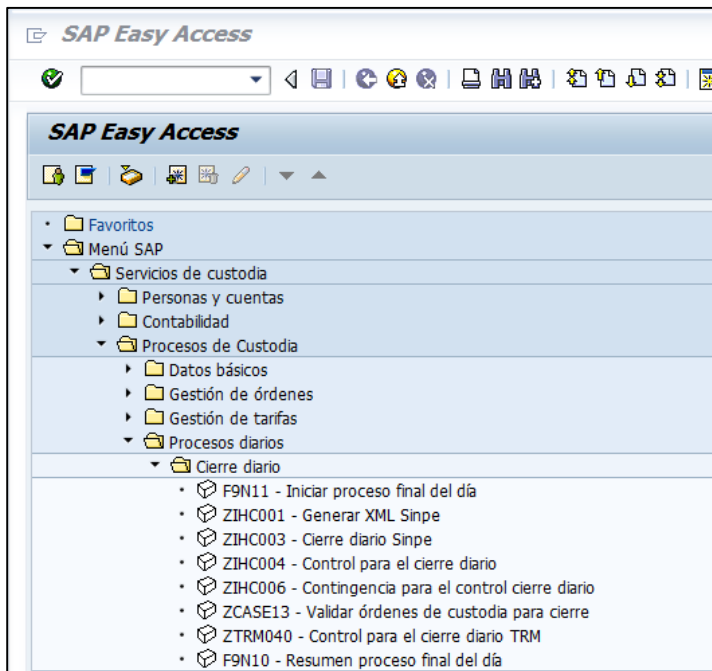 SAP Easy Access
SAP Easy Access
Favoritos
Menú SAP
Servicios de custodia
Personas y cuentas
Contabilidad
Procesos de Custodia
Datos básicos
Gestión de órdenes
Gestión de tarifas
Procesos diarios
Cierre diario
F9N11 - Iniciar proceso final del día
ZIHC001 - Generar XML Sinpe
ZIHC003 - Cierre diario Sinpe
ZIHC004 - Control para el cierre diario
ZIHC006 - Contingencia para el control cierre diario
ZCASE13 - Validar órdenes de custodia para cierre
ZTRM040 - Control para el cierre diario TRM
F9N10 - Resumen proceso final del día